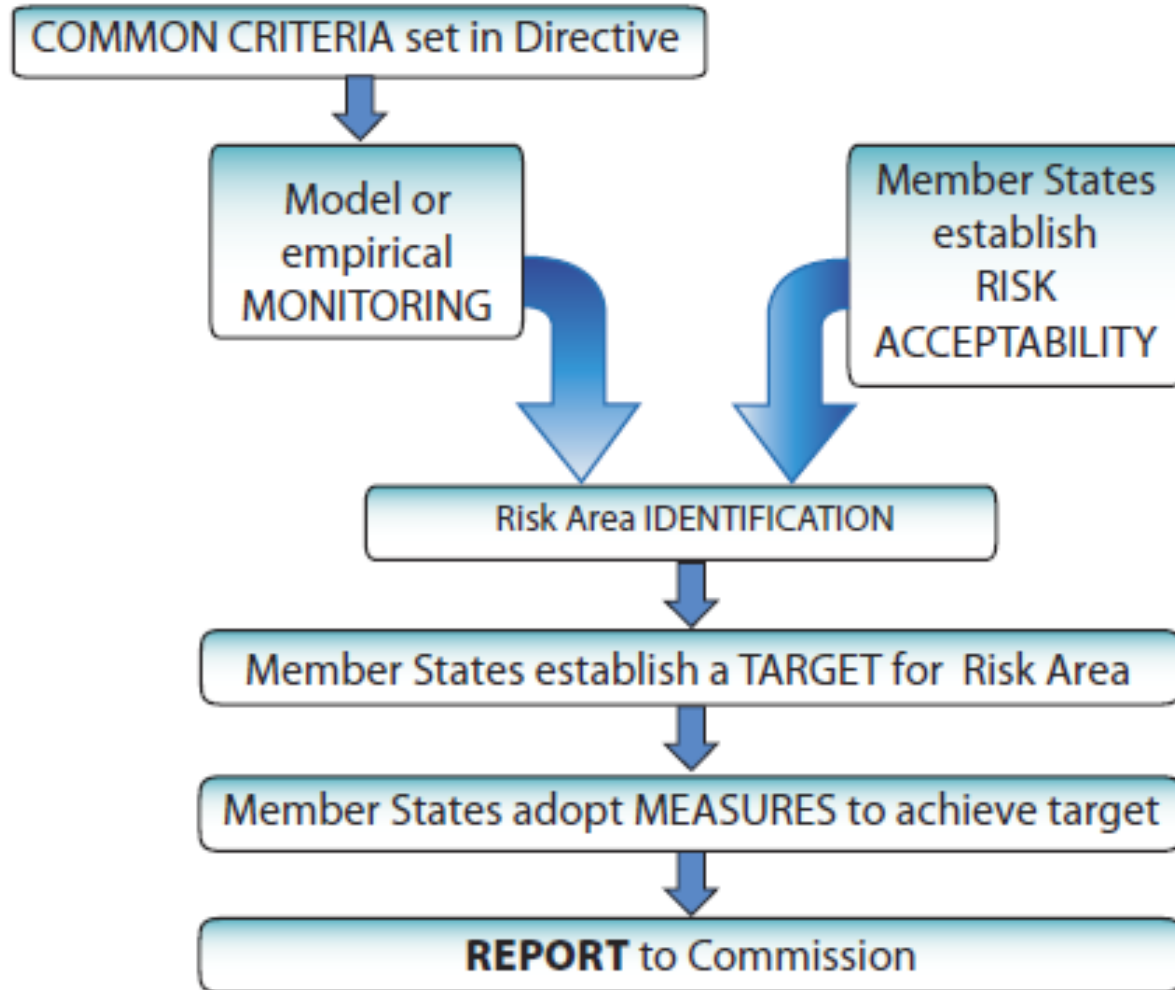 COMMON CRITERIA set in Directive
Model or
empirical
MONITORING
Member States
establish
RISK
ACCEPTABILITY
Risk Area IDENTIFICATION
Member States establish a TARGET for Risk Area
Member States adopt MEASURES to achieve target
REPORT to Commission